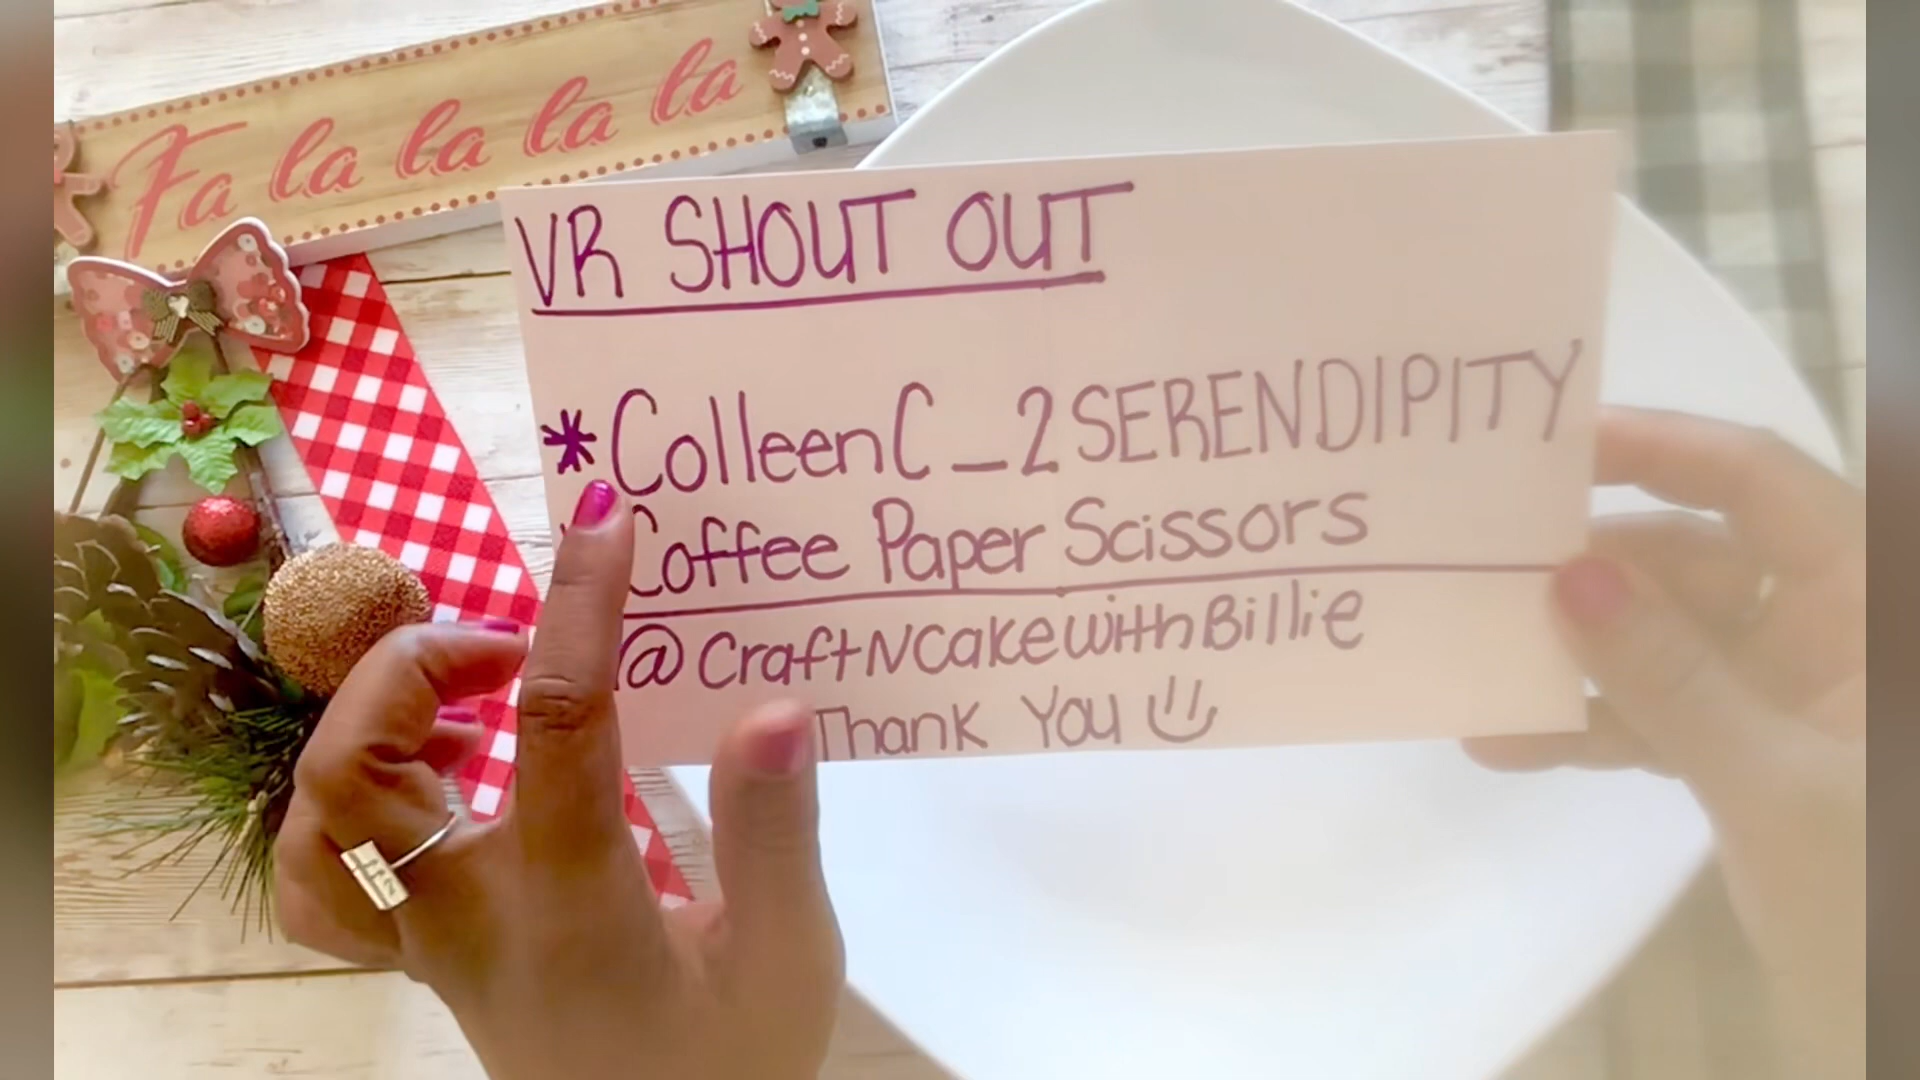 Fa la la la la
VR SHOUT OUT
* ColleenC_2SERENDIPITY
Coffee Paper Scissors
@CraftNCakewithBillie
Thank You